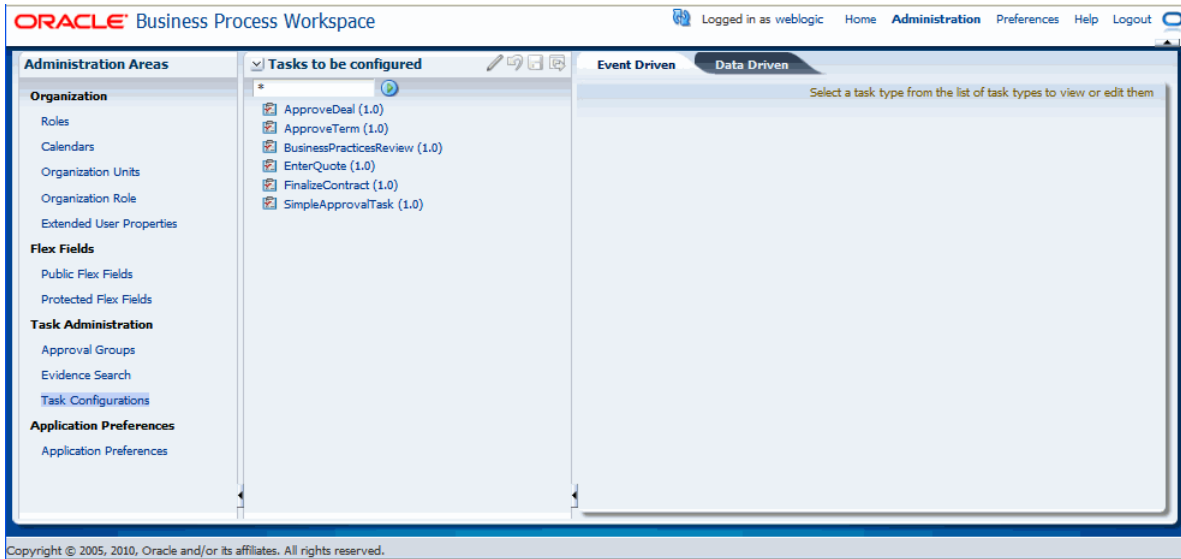 ORACLE Business Process Workspace
Logged in as weblogic Home Administration Preferences Help Logout
Administration Areas
Organization
Roles
Calendars
Organization Units
Organization Role
Extended User Properties
Flex Fields
Public Flex Fields
Protected Flex Fields
Task Administration
Approval Groups
Evidence Search
Task Configurations
Application Preferences
Application Preferences
Tasks to be configured
*
ApproveDeal (1.0)
ApproveTerm (1.0)
BusinessPracticesReview (1.0)
EnterQuote (1.0)
FinalizeContract (1.0)
SimpleApprovalTask (1.0)
Event Driven Data Driven
Select a task type from the list of task types to view or edit them
Copyright © 2005, 2010, Oracle and/or its affiliates. All rights reserved.